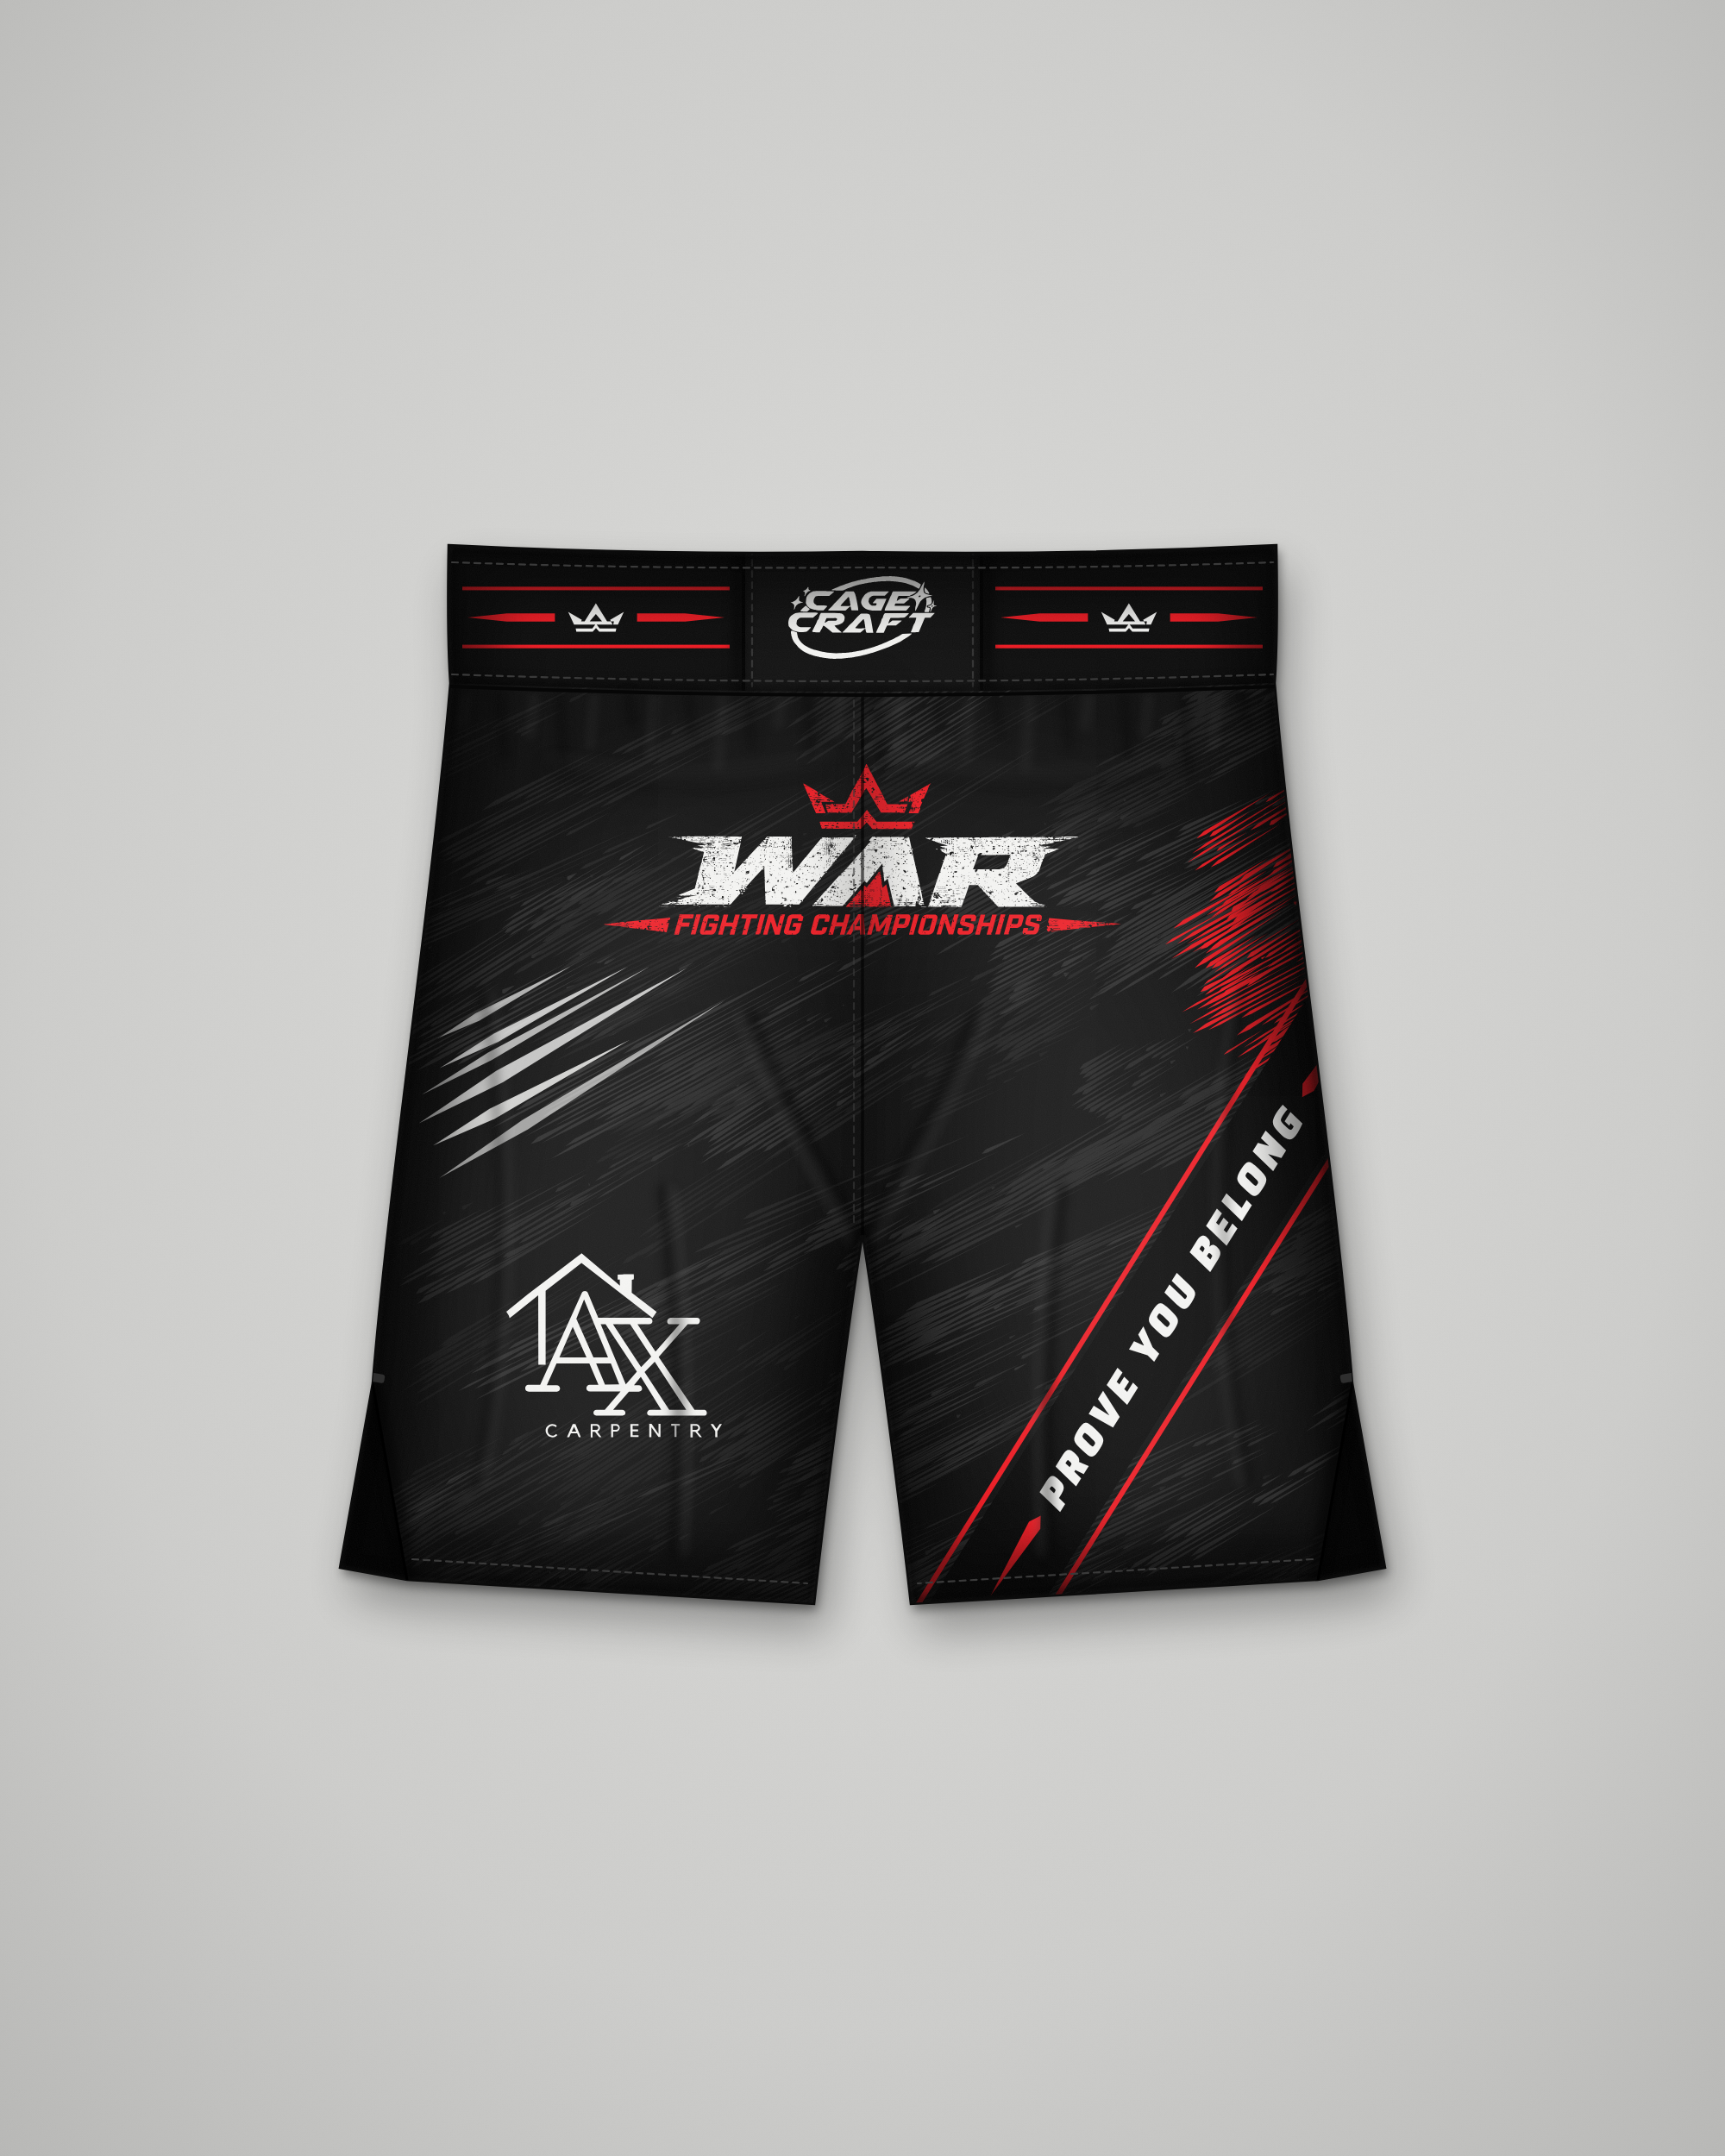 CAGE
CRAFT
WAR
FIGHTING CHAMPIONSHIPS
PROVE YOU BELONG
AX
CARPENTRY